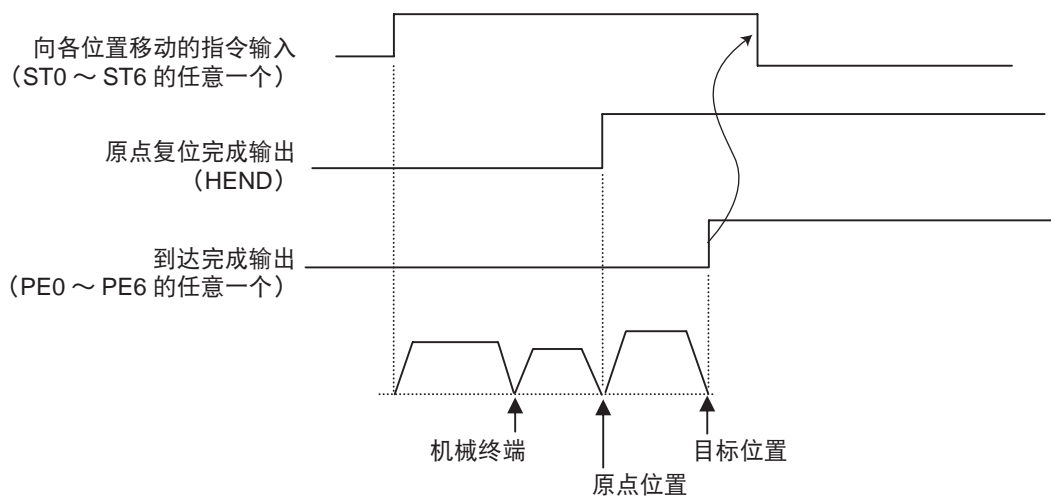 向各位置移动的指令输入
（ST0 ～ ST6 的任意一个）
原点复位完成输出
（HEND）
到达完成输出
（PE0 ～ PE6 的任意一个）
机械终端
目标位置
原点位置